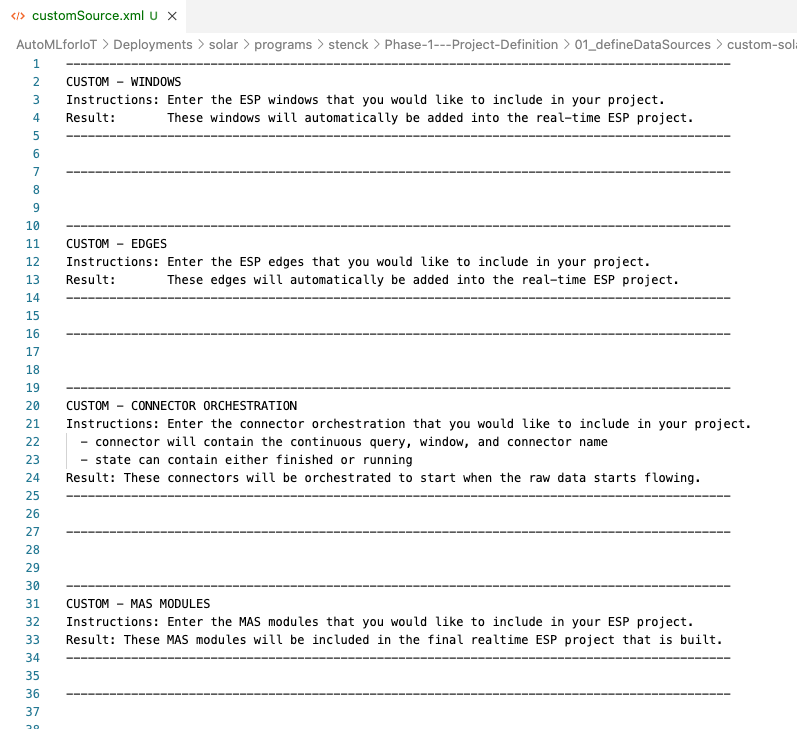 customSource.xml U
AutoMLforIoT > Deployments > solar > programs > stenck > Phase-1---Project-Definition > 01_defineDataSources >
1 --------------------------------------------------------------------------------------------
2 CUSTOM - WINDOWS
3 Instructions: Enter the ESP windows that you would like to include in your project.
4 Result: These windows will automatically be added into the real-time ESP project.
5 --------------------------------------------------------------------------------------------
6
7 --------------------------------------------------------------------------------------------
8
9
10 --------------------------------------------------------------------------------------------
11 CUSTOM - EDGES
12 Instructions: Enter the ESP edges that you would like to include in your project.
13 Result: These edges will automatically be added into the real-time ESP project.
14 --------------------------------------------------------------------------------------------
15
16 --------------------------------------------------------------------------------------------
17
18
19 --------------------------------------------------------------------------------------------
20 CUSTOM - CONNECTOR ORCHESTRATION
21 Instructions: Enter the connector orchestration that you would like to include in your project.
22 - connector will contain the continuous query, window, and connector name
23 - state can contain either finished or running
24 Result: These connectors will be orchestrated to start when the raw data starts flowing.
25 --------------------------------------------------------------------------------------------
26
27 --------------------------------------------------------------------------------------------
28
29
30 --------------------------------------------------------------------------------------------
31 CUSTOM - MAS MODULES
32 Instructions: Enter the MAS modules that you would like to include in your ESP project.
33 Result: These MAS modules will be included in the final realtime ESP project that is built.
34 --------------------------------------------------------------------------------------------
35
36 --------------------------------------------------------------------------------------------
37